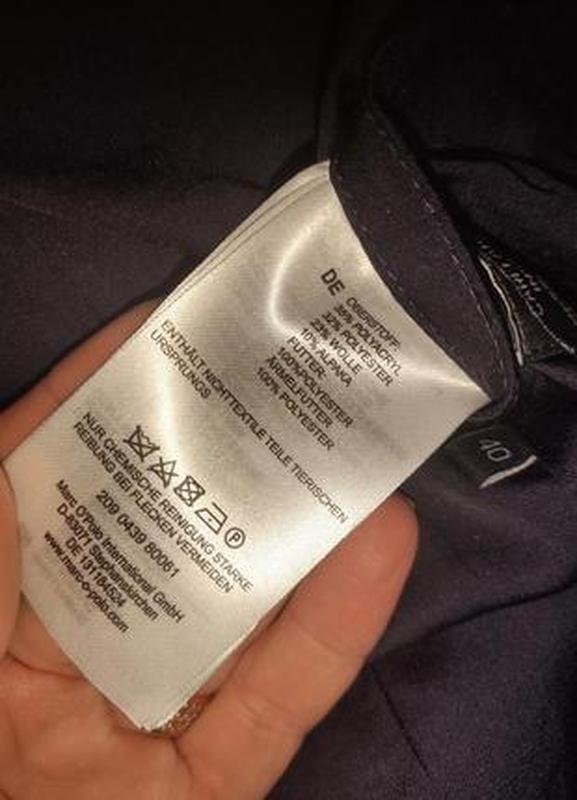 DE OBERSTOFF:
35% POLYACRYL
32% POLYESTER
23% WOLLE
10% ALPAKA
FUTTER:
100%POLYESTER
ÄRMELFUTTER
100% POLYESTER
ENTHÄLT NICHTTEXTILE TEILE TIERISCHEN
URSPRUNGS
P
NUR CHEMISCHE REINIGUNG STARKE
REIBUNG BEI FLECKEN VERMEIDEN
209 0439 80061
Marc O'Polo International GmbH
D-83071 Stephanskirchen
DE 131184524
www.marc-o-polo.com
40